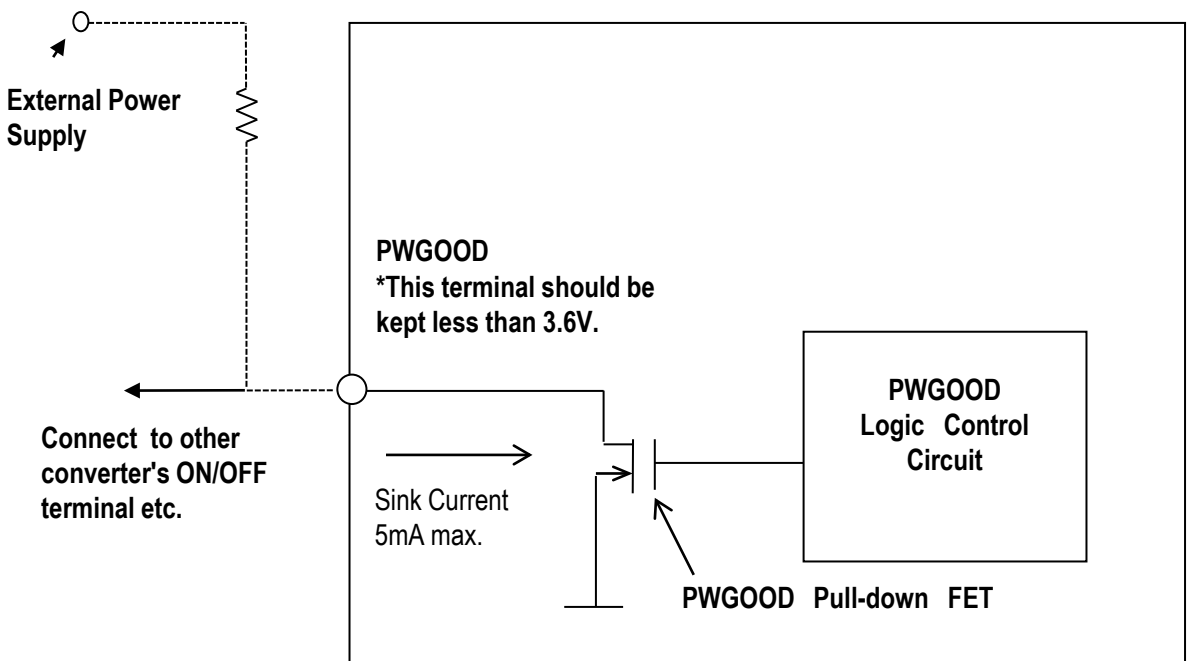 External Power
Supply
PWGOOD
*This terminal should be
kept less than 3.6V.
PWGOOD
Logic Control
Circuit
Connect to other
converter's ON/OFF
terminal etc.
Sink Current
5mA max.
PWGOOD Pull-down FET